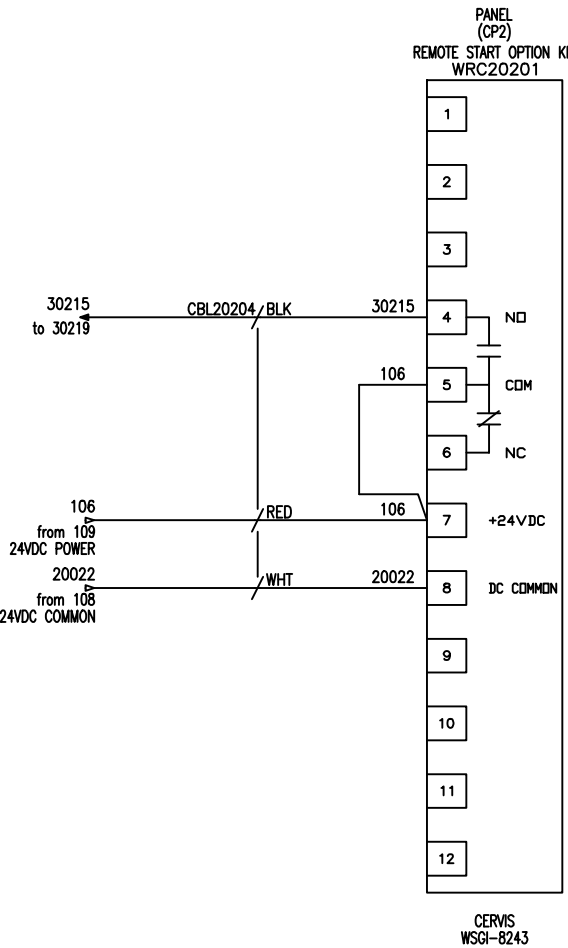 PANEL
(CP2)
REMOTE START OPTION KI
WRC20201
1
2
3
30215
to 30219
CBL20204
BLK
30215
4
NO
106
5
COM
6
NC
106
from 109
24VDC POWER
RED
106
7
+24VDC
20022
from 108
24VDC COMMON
WHT
20022
8
DC COMMON
9
10
11
12
CERVIS
WSGI-8243